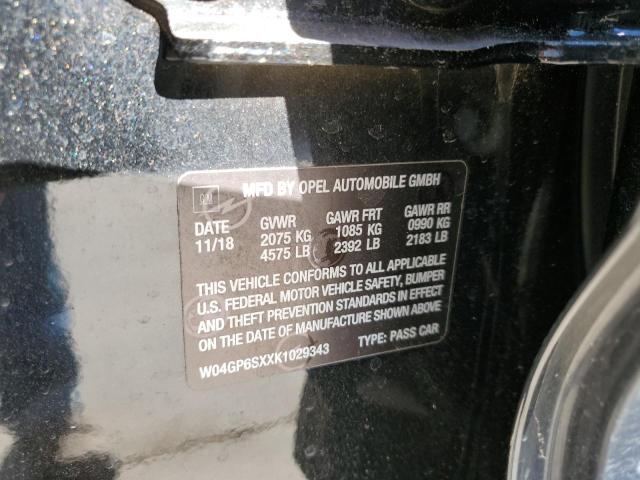 GM
MFD BY OPEL AUTOMOBILE GMBH
DATE GVWR GAWR FRT GAWR RR
11/18 2075 KG 1085 KG 0990 KG
4575 LB 2392 LB 2183 LB
THIS VEHICLE CONFORMS TO ALL APPLICABLE
U.S. FEDERAL MOTOR VEHICLE SAFETY, BUMPER
AND THEFT PREVENTION STANDARDS IN EFFECT
ON THE DATE OF MANUFACTURE SHOWN ABOVE
W04GP6SXXK1029343 TYPE: PASS CAR